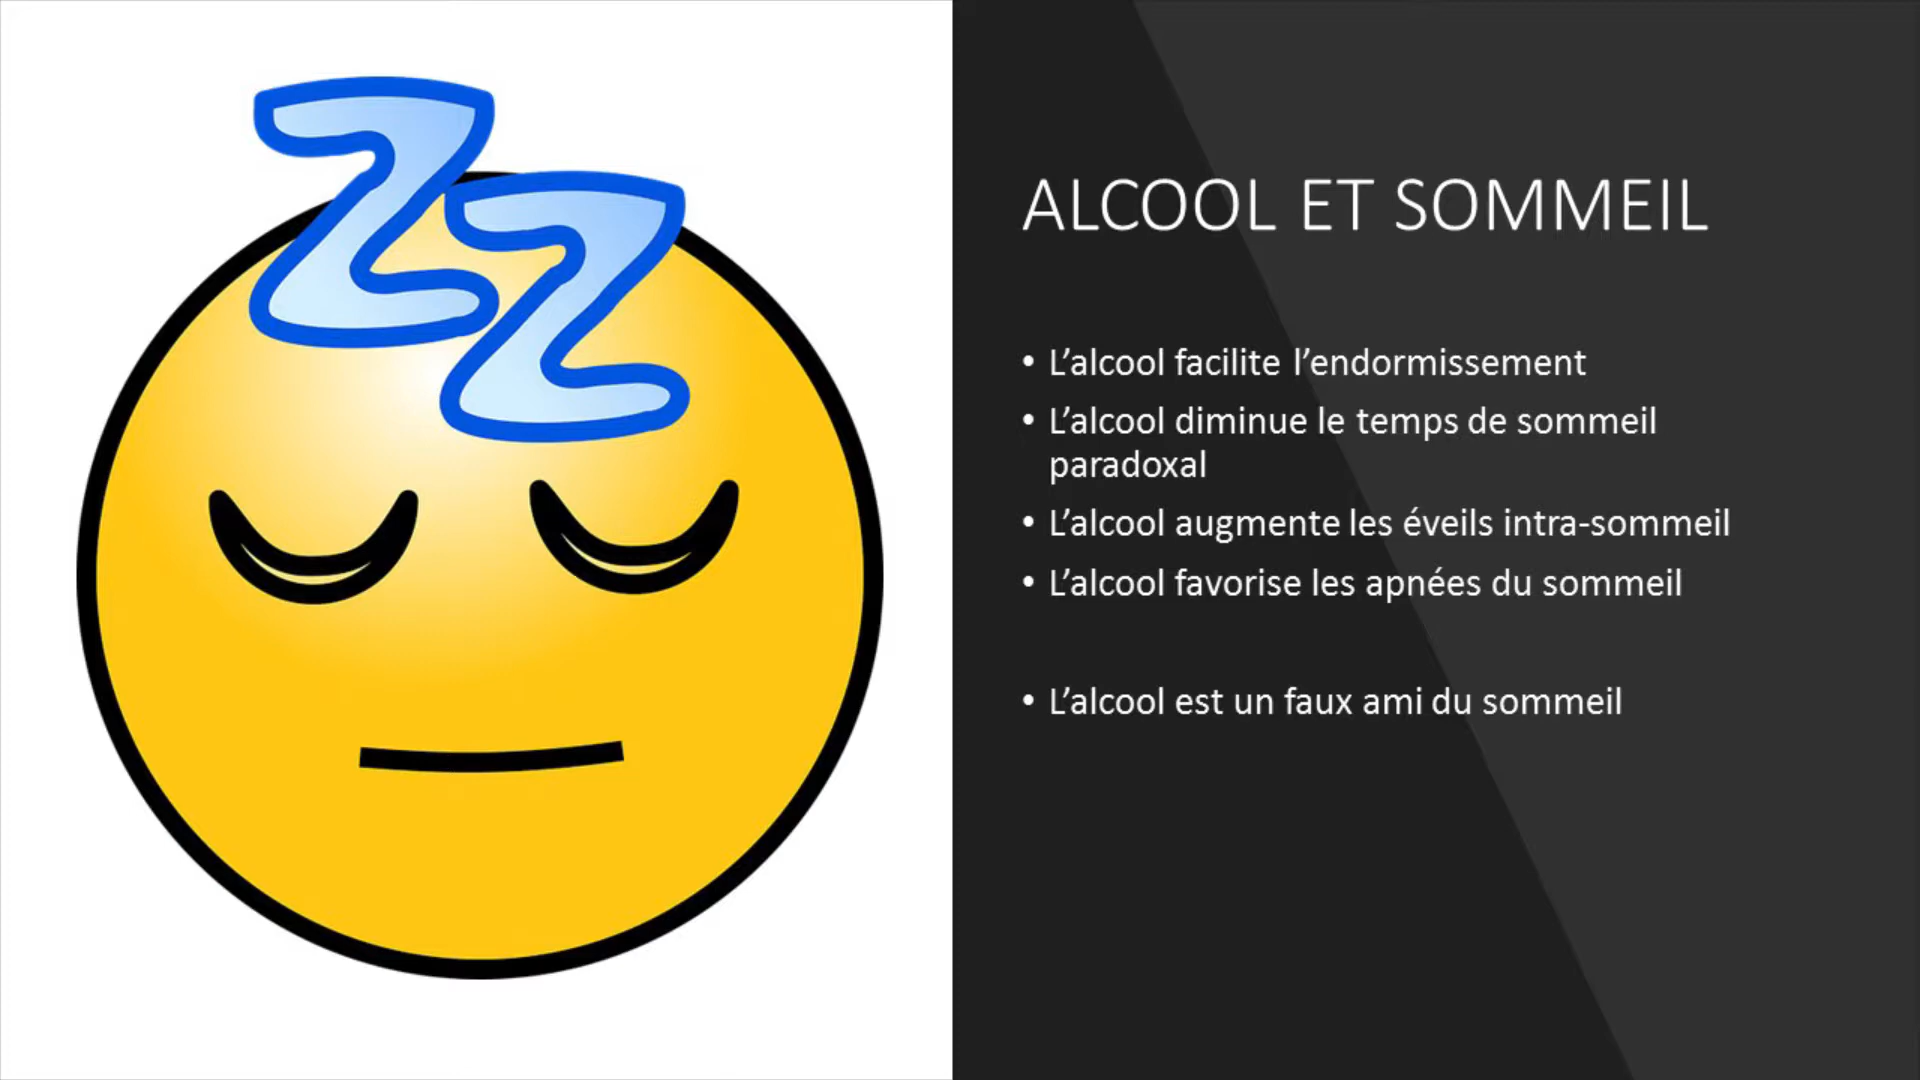 ZZ
ALCOOL ET SOMMEIL
• L’alcool facilite l’endormissement
• L’alcool diminue le temps de sommeil
paradoxal
• L’alcool augmente les éveils intra-sommeil
• L’alcool favorise les apnées du sommeil
• L’alcool est un faux ami du sommeil